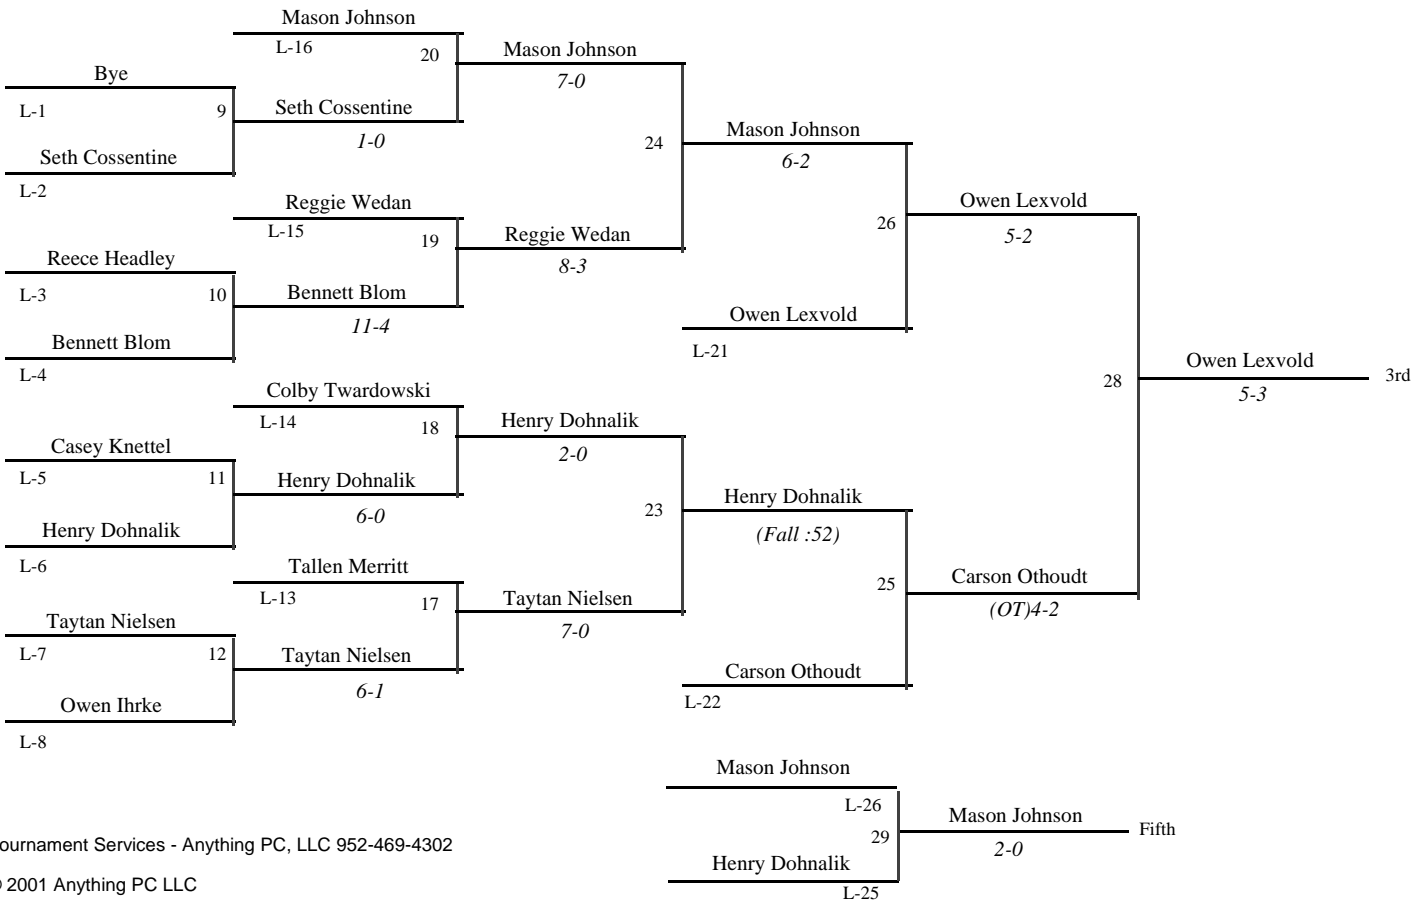 Mason Johnson
L-16
20
Mason Johnson
7-0
Bye
L-1
9
Seth Cossentine
1-0
Seth Cossentine
L-2
24
Mason Johnson
6-2
Reggie Wedan
L-15
19
Reggie Wedan
8-3
Reece Headley
L-3
10
Bennett Blom
11-4
Bennett Blom
L-4
26
Owen Lexvold
5-2
Owen Lexvold
L-21
Colby Twardowski
L-14
18
Henry Dohnalik
2-0
Casey Knettel
L-5
11
Henry Dohnalik
6-0
Henry Dohnalik
L-6
23
Henry Dohnalik
(Fall :52)
Tallen Merritt
L-13
17
Taytan Nielsen
7-0
Taytan Nielsen
L-7
12
Taytan Nielsen
6-1
Owen Ihrke
L-8
25
Carson Othoudt
(OT)4-2
Carson Othoudt
L-22
28
Owen Lexvold
5-3
3rd
Mason Johnson
L-26
29
Mason Johnson
2-0
Fifth
Henry Dohnalik
L-25
ournament Services - Anything PC, LLC 952-469-4302
© 2001 Anything PC LLC